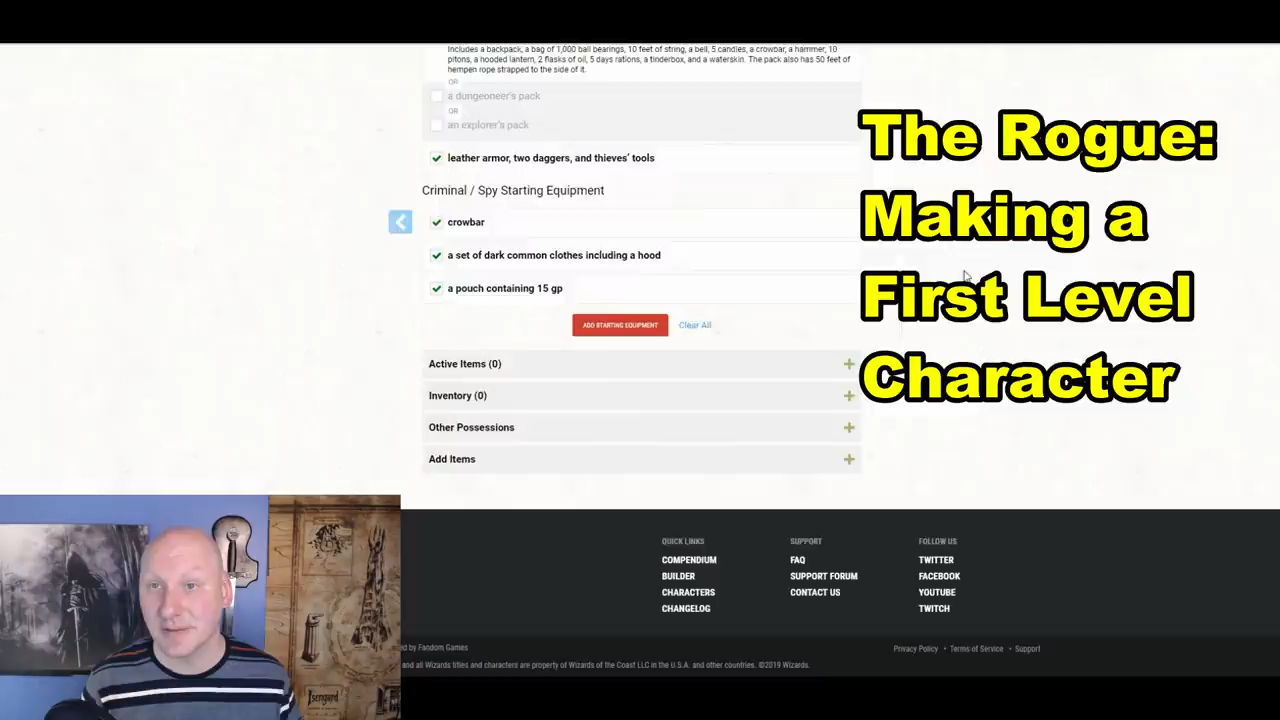 Includes a backpack, a bag of 1,000 ball bearings, 10 feet of string, a bell, 5 candles, a crowbar, a hammer, 10
pitons, a hooded lantern, 2 flasks of oil, 5 days rations, a tinderbox, and a waterskin. The pack also has 50 feet of
hempen rope strapped to the side of it.
OR
a dungeoneer's pack
OR
an explorer's pack
leather armor, two daggers, and thieves' tools
Criminal / Spy Starting Equipment
crowbar
a set of dark common clothes including a hood
a pouch containing 15 gp
ADD STARTING EQUIPMENT Clear All
Active Items (0)
Inventory (0)
Other Possessions
Add Items
The Rogue:
Making a
First Level
Character
QUICK LINKS
COMPENDIUM
BUILDER
CHARACTERS
CHANGELOG
SUPPORT
FAQ
SUPPORT FORUM
CONTACT US
FOLLOW US
TWITTER
FACEBOOK
YOUTUBE
TWITCH
ed by Fandom Games
and all Wizards titles and characters are property of Wizards of the Coast LLC in the U.S.A. and other countries. ©2019 Wizards.
Privacy Policy • Terms of Service • Support
Isengard